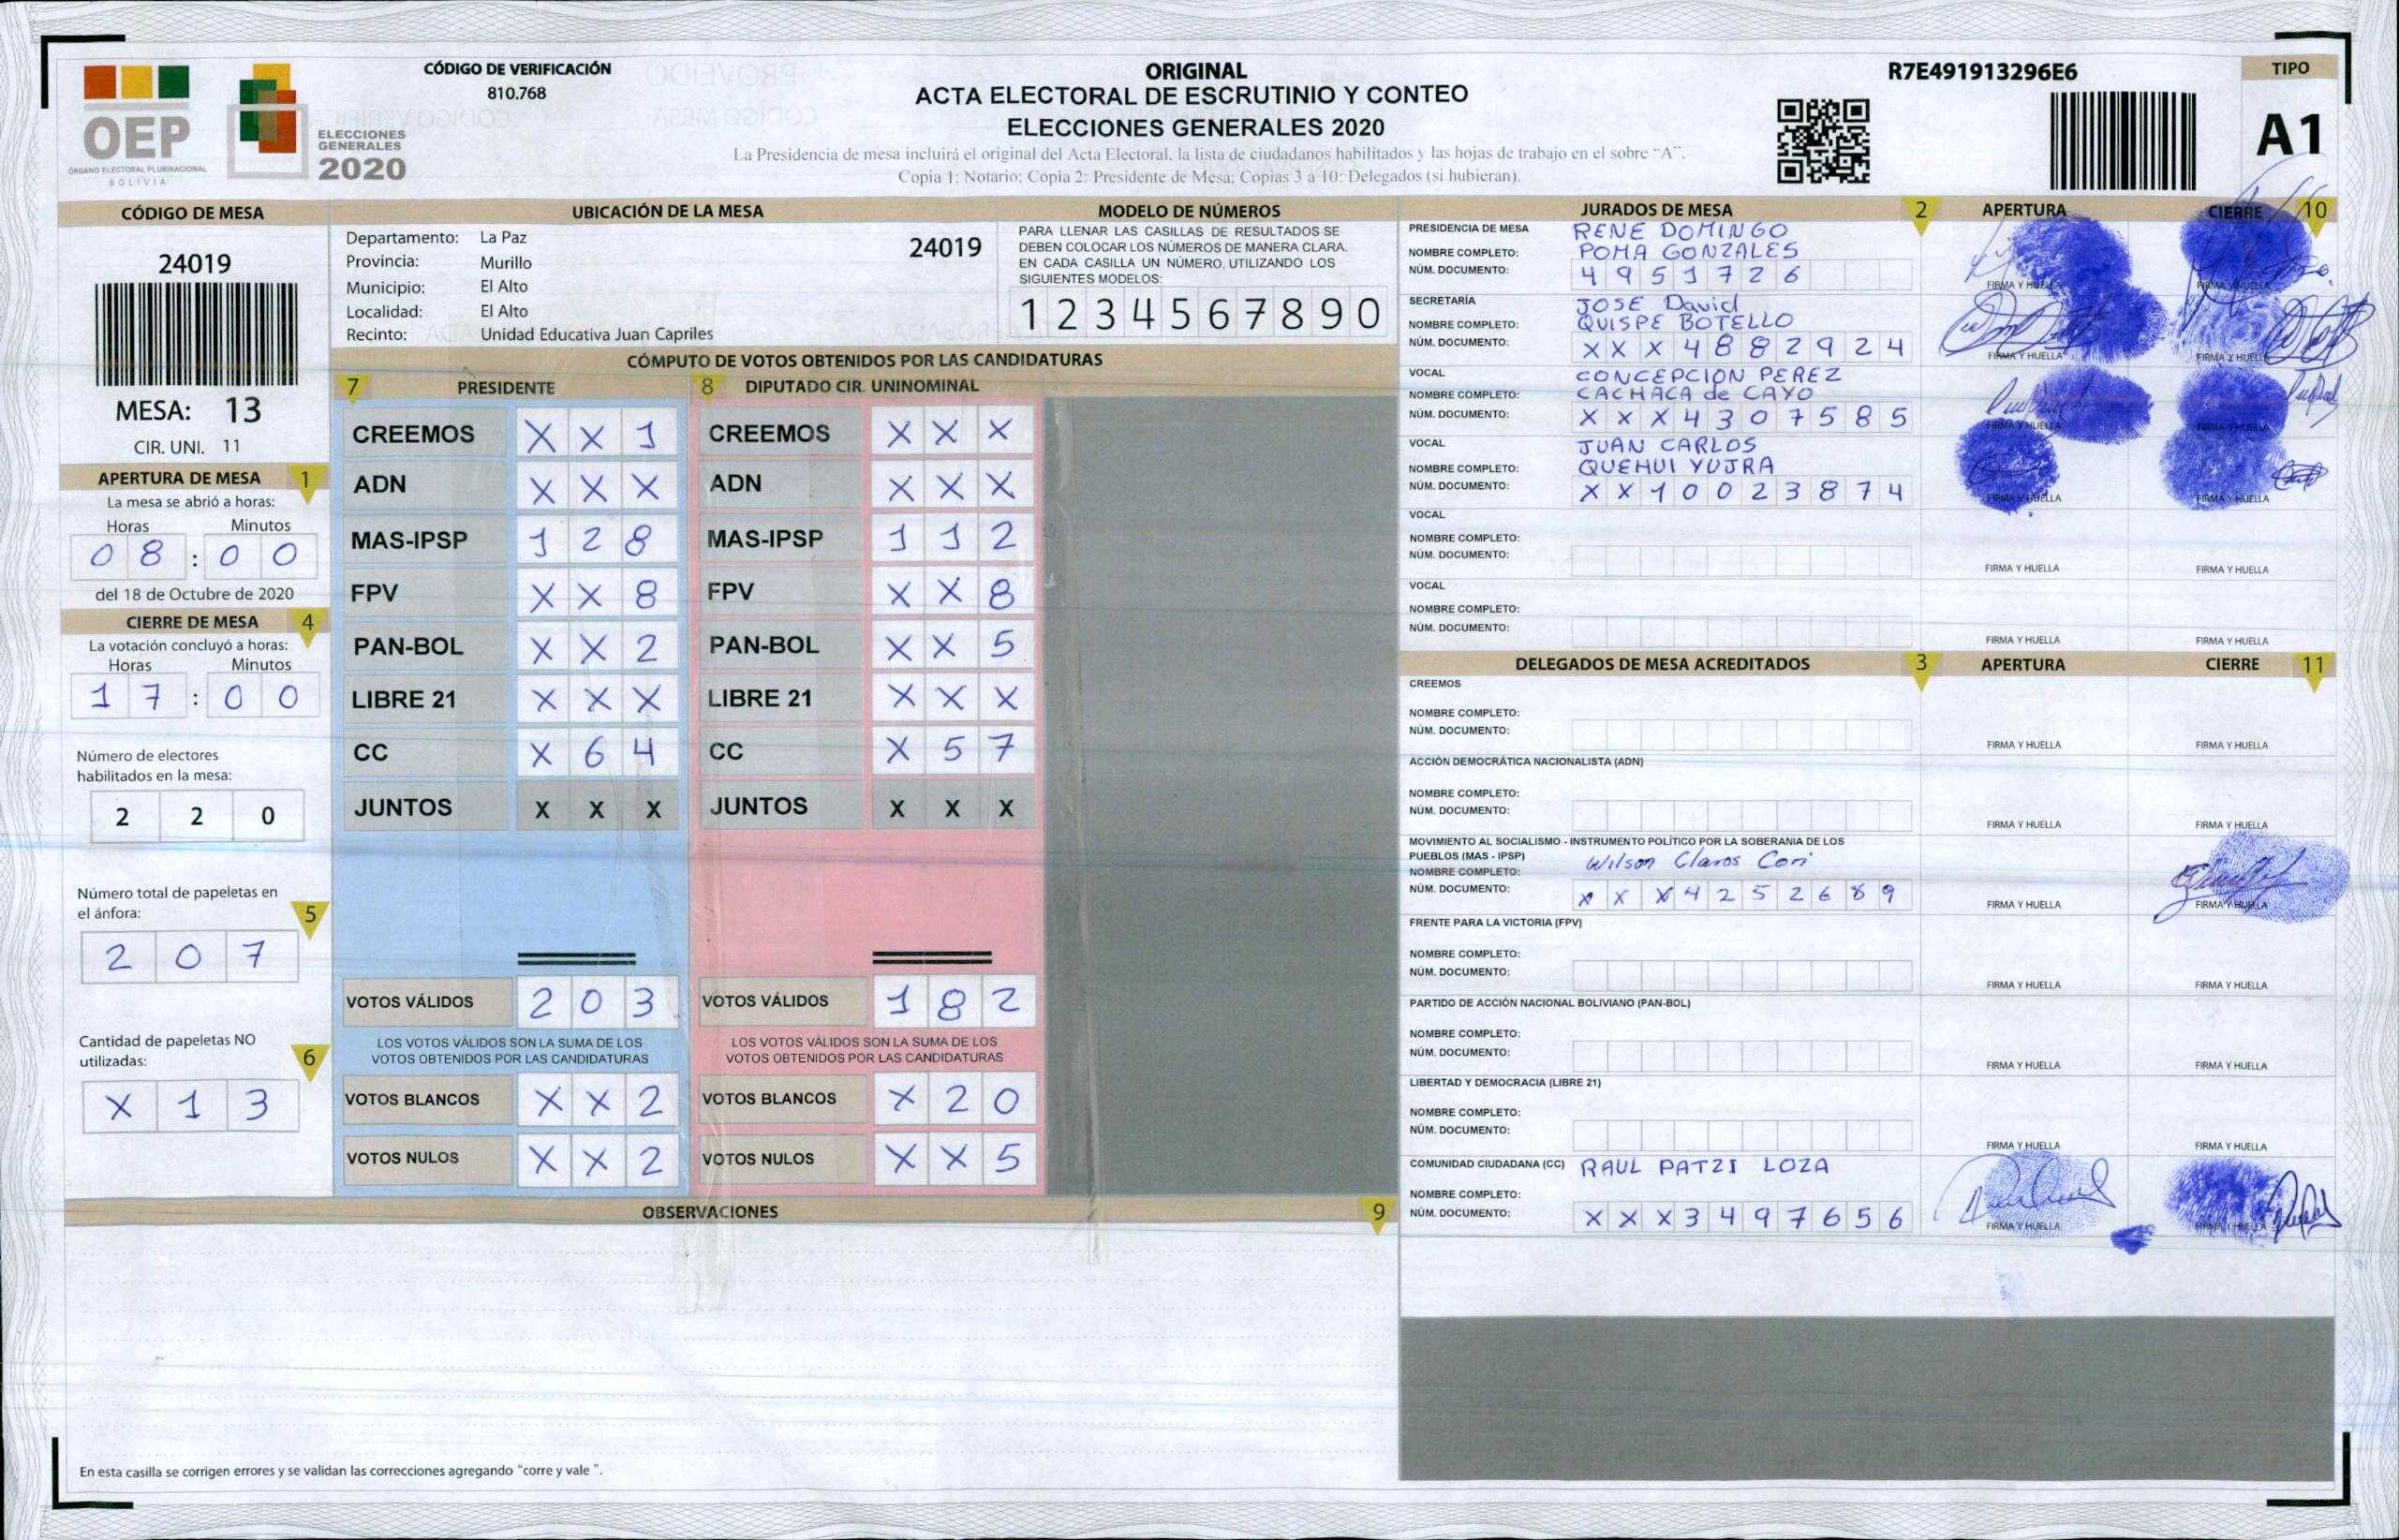 CÓDIGO DE VERIFICACIÓN
810.768
OEP
ÓRGANO ELECTORAL PLURINACIONAL
BOLIVIA
ELECCIONES
GENERALES
2020
ORIGINAL
ACTA ELECTORAL DE ESCRUTINIO Y CONTEO
ELECCIONES GENERALES 2020
La Presidencia de mesa incluirá el original del Acta Electoral, la lista de ciudadanos habilitados y las hojas de trabajo en el sobre "A".
Copia 1: Notario; Copia 2: Presidente de Mesa; Copias 3 a 10: Delegados (si hubieran).
R7E491913296E6
TIPO
A1
CÓDIGO DE MESA
24019
MESA: 13
CIR. UNI. 11
APERTURA DE MESA 1
La mesa se abrió a horas:
Horas Minutos
0 8 : 0 0
del 18 de Octubre de 2020
CIERRE DE MESA 4
La votación concluyó a horas:
Horas Minutos
1 7 : 0 0
Número de electores
habilitados en la mesa:
2 2 0
Número total de papeletas en
el ánfora: 5
2 0 7
Cantidad de papeletas NO
utilizadas: 6
X 1 3
UBICACIÓN DE LA MESA
Departamento: La Paz 24019
Provincia: Murillo
Municipio: El Alto
Localidad: El Alto
Recinto: Unidad Educativa Juan Capriles
MODELO DE NÚMEROS
PARA LLENAR LAS CASILLAS DE RESULTADOS SE
DEBEN COLOCAR LOS NÚMEROS DE MANERA CLARA.
EN CADA CASILLA UN NÚMERO, UTILIZANDO LOS
SIGUIENTES MODELOS:
1 2 3 4 5 6 7 8 9 0
CÓMPUTO DE VOTOS OBTENIDOS POR LAS CANDIDATURAS
7 PRESIDENTE
CREEMOS X X 1
ADN X X X
MAS-IPSP 1 2 8
FPV X X 8
PAN-BOL X X 2
LIBRE 21 X X X
CC X 6 4
JUNTOS X X X
VOTOS VÁLIDOS 2 0 3
LOS VOTOS VÁLIDOS SON LA SUMA DE LOS
VOTOS OBTENIDOS POR LAS CANDIDATURAS
VOTOS BLANCOS X X 2
VOTOS NULOS X X 2
8 DIPUTADO CIR. UNINOMINAL
CREEMOS X X X
ADN X X X
MAS-IPSP 1 1 2
FPV X X 8
PAN-BOL X X 5
LIBRE 21 X X X
CC X 5 7
JUNTOS X X X
VOTOS VÁLIDOS 1 8 2
LOS VOTOS VÁLIDOS SON LA SUMA DE LOS
VOTOS OBTENIDOS POR LAS CANDIDATURAS
VOTOS BLANCOS X 2 0
VOTOS NULOS X X 5
OBSERVACIONES 9
En esta casilla se corrigen errores y se validan las correcciones agregando "corre y vale ".
JURADOS DE MESA 2 APERTURA CIERRE 10
PRESIDENCIA DE MESA RENE DOMINGO
NOMBRE COMPLETO: POMA GONZALES
NÚM. DOCUMENTO: 4 9 5 1 7 2 6
FIRMA Y HUELLA FIRMA Y HUELLA
SECRETARÍA JOSE David
NOMBRE COMPLETO: QUISPE BOTELLO
NÚM. DOCUMENTO: X X X 4 8 8 2 9 2 4
FIRMA Y HUELLA FIRMA Y HUELLA
VOCAL CONCEPCION PEREZ
NOMBRE COMPLETO: CACHACA de CAYO
NÚM. DOCUMENTO: X X X 4 3 0 7 5 8 5
FIRMA Y HUELLA FIRMA Y HUELLA
VOCAL JUAN CARLOS
NOMBRE COMPLETO: QUEHUI YUJRA
NÚM. DOCUMENTO: X X 1 0 0 2 3 8 7 4
FIRMA Y HUELLA FIRMA Y HUELLA
VOCAL
NOMBRE COMPLETO:
NÚM. DOCUMENTO:
FIRMA Y HUELLA FIRMA Y HUELLA
VOCAL
NOMBRE COMPLETO:
NÚM. DOCUMENTO:
FIRMA Y HUELLA FIRMA Y HUELLA
DELEGADOS DE MESA ACREDITADOS 3 APERTURA CIERRE 11
CREEMOS
NOMBRE COMPLETO:
NÚM. DOCUMENTO:
FIRMA Y HUELLA FIRMA Y HUELLA
ACCIÓN DEMOCRÁTICA NACIONALISTA (ADN)
NOMBRE COMPLETO:
NÚM. DOCUMENTO:
FIRMA Y HUELLA FIRMA Y HUELLA
MOVIMIENTO AL SOCIALISMO - INSTRUMENTO POLÍTICO POR LA SOBERANIA DE LOS
PUEBLOS (MAS - IPSP) Wilson Claros Cori
NOMBRE COMPLETO:
NÚM. DOCUMENTO: X X X 4 2 5 2 6 8 9
FIRMA Y HUELLA FIRMA Y HUELLA
FRENTE PARA LA VICTORIA (FPV)
NOMBRE COMPLETO:
NÚM. DOCUMENTO:
FIRMA Y HUELLA FIRMA Y HUELLA
PARTIDO DE ACCIÓN NACIONAL BOLIVIANO (PAN-BOL)
NOMBRE COMPLETO:
NÚM. DOCUMENTO:
FIRMA Y HUELLA FIRMA Y HUELLA
LIBERTAD Y DEMOCRACIA (LIBRE 21)
NOMBRE COMPLETO:
NÚM. DOCUMENTO:
FIRMA Y HUELLA FIRMA Y HUELLA
COMUNIDAD CIUDADANA (CC) RAUL PATZI LOZA
NOMBRE COMPLETO:
NÚM. DOCUMENTO: X X X 3 4 9 7 6 5 6
FIRMA Y HUELLA FIRMA Y HUELLA